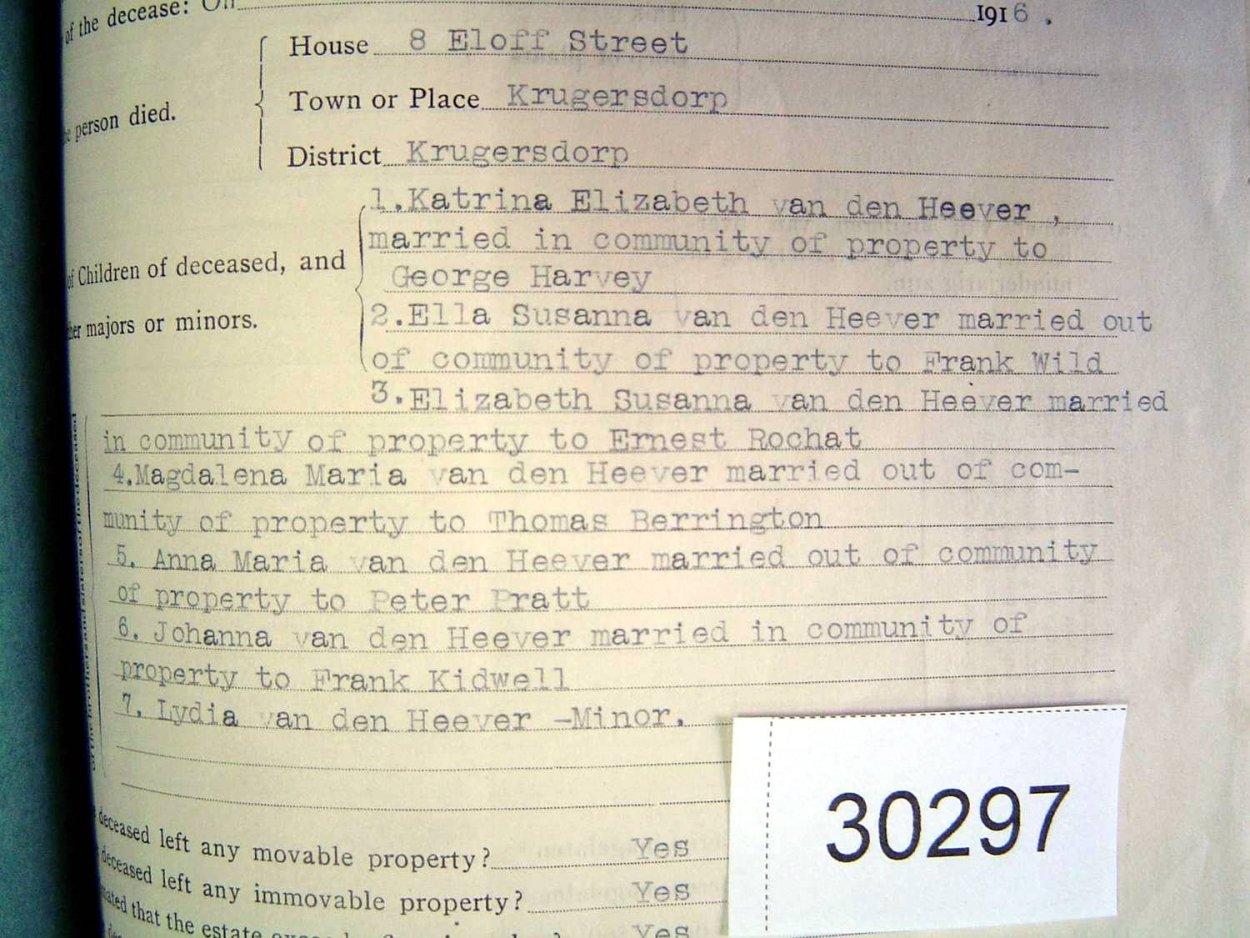 of the decease: On 1916.
House 8 Eloff Street
Town or Place Krugersdorp
person died.
District Krugersdorp
1.Katrina Elizabeth van den Heever ,
married in community of property to
of Children of deceased, and
George Harvey
majors or minors.
2.Ella Susanna van den Heever married out
of community of property to Frank Wild
3.Elizabeth Susanna van den Heever married
in community of property to Ernest Rochat
4.Magdalena Maria van den Heever married out of com-
munity of property to Thomas Berrington
5. Anna Maria van den Heever married out of community
of property to Peter Pratt
6. Johanna van den Heever married in community of
property to Frank Kidwell
7. Lydia van den Heever -Minor.
30297
deceased left any movable property? Yes
deceased left any immovable property? Yes
that the estate Yes